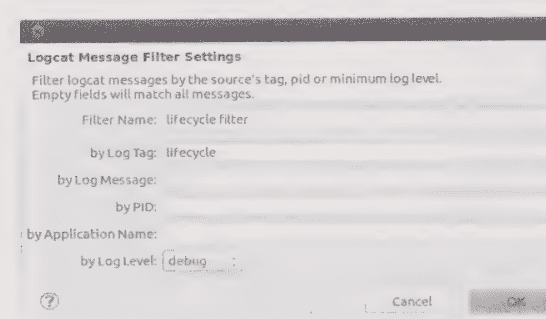 Logcat Message Filter Settings
Filter logcat messages by the source's tag, pid or minimum log level.
Empty fields will match all messages.
Filter Name: lifecycle filter
by Log Tag: lifecycle
by Log Message:
by PID:
by Application Name:
by Log Level: debug
? Cancel OK